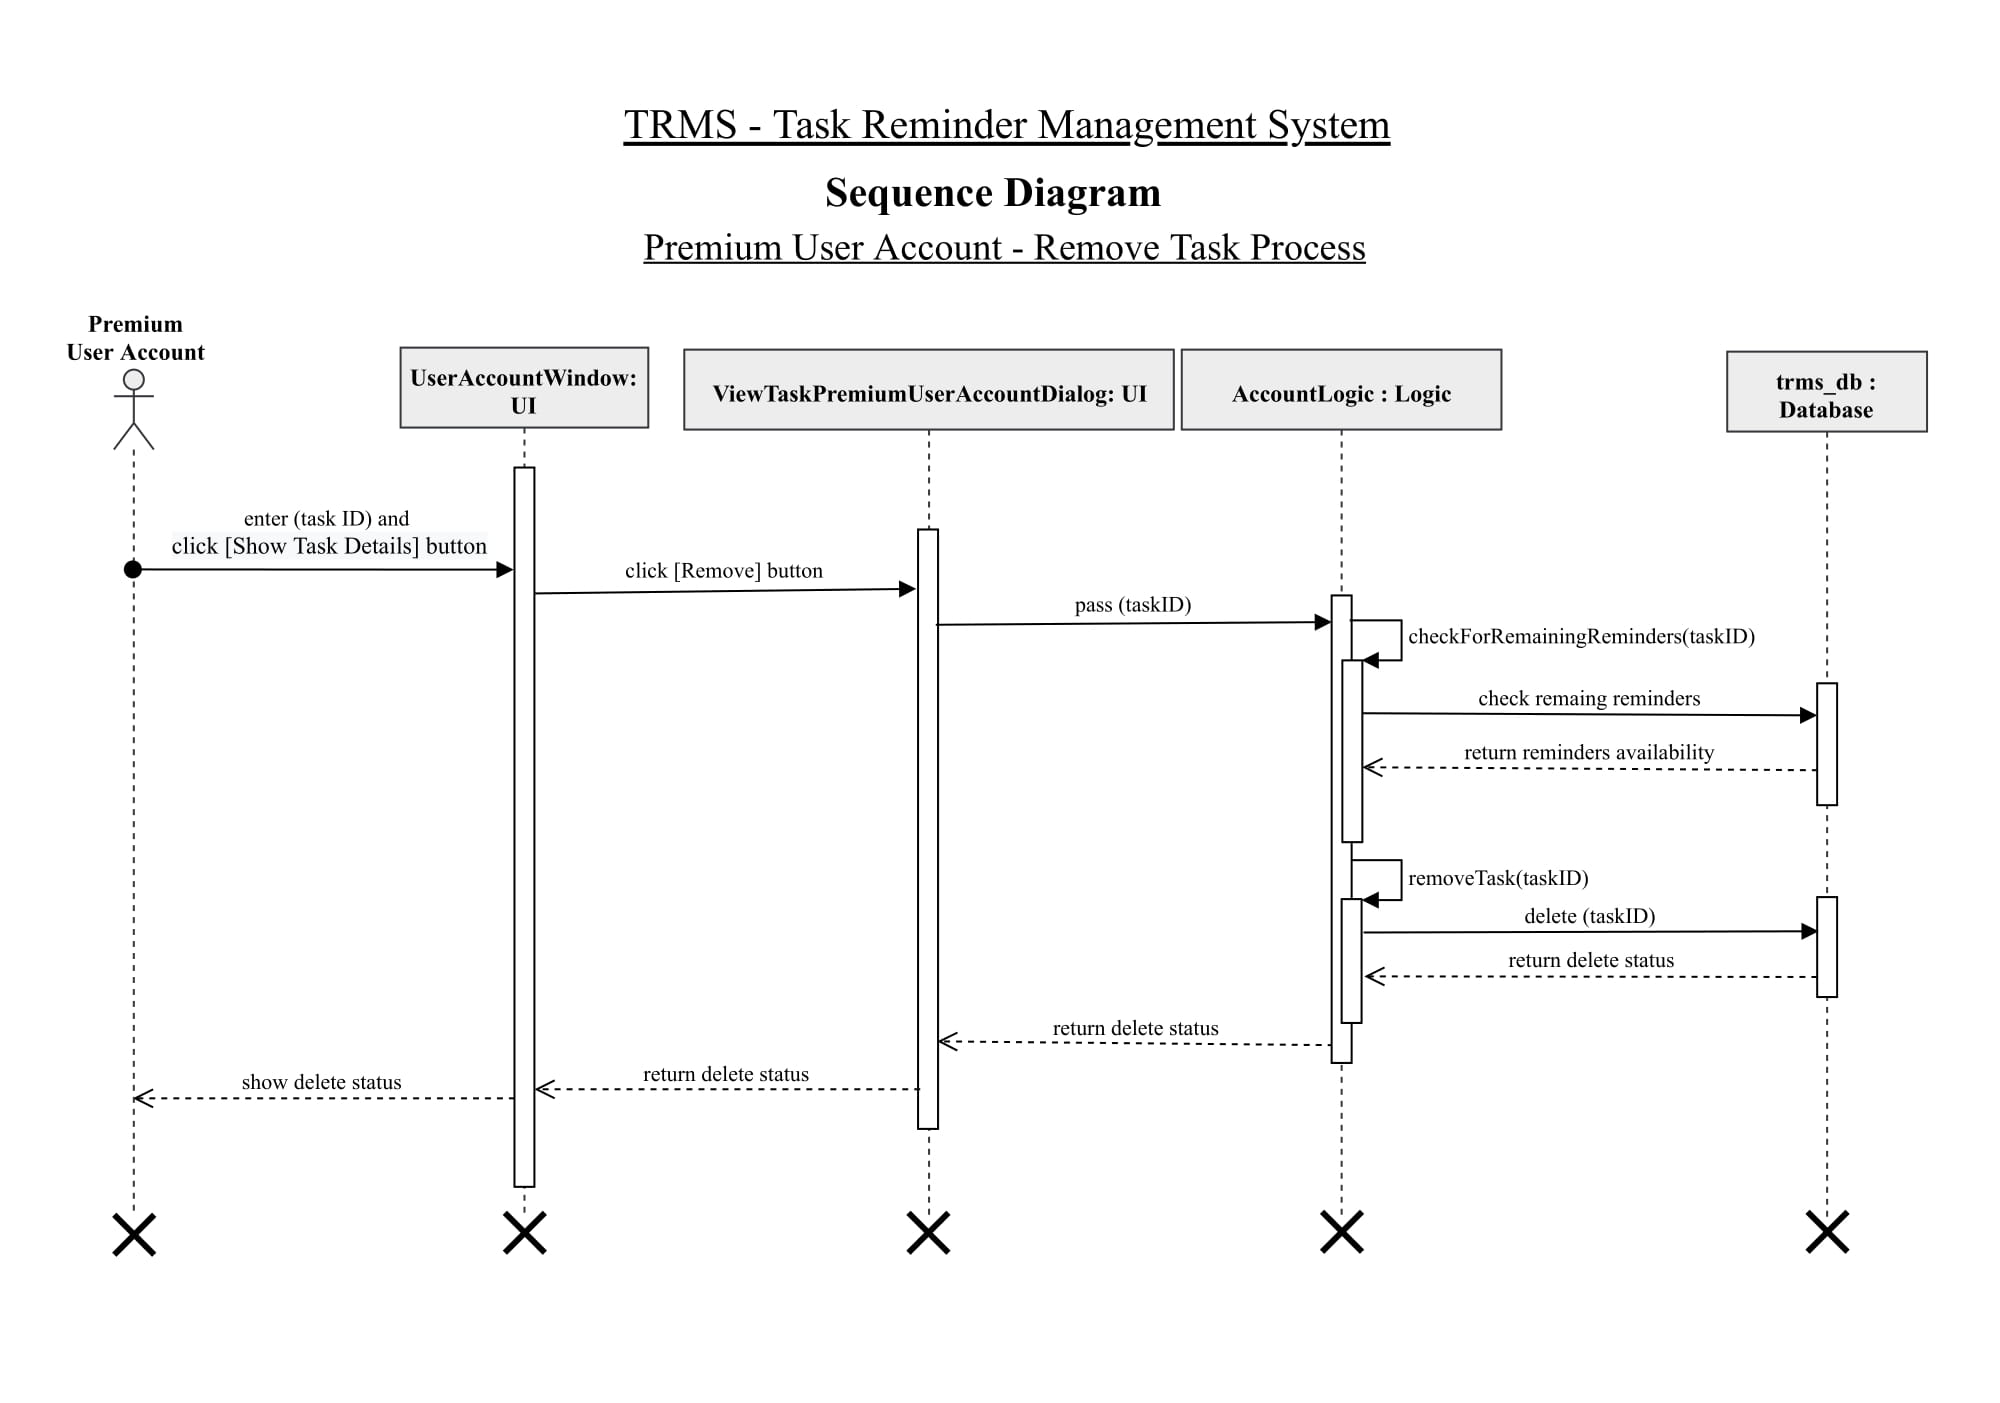 TRMS - Task Reminder Management System
Sequence Diagram
Premium User Account - Remove Task Process
Premium
User Account
UserAccountWindow:
UI
ViewTaskPremiumUserAccountDialog: UI
AccountLogic : Logic
trms_db :
Database
enter (task ID) and
click [Show Task Details] button
click [Remove] button
pass (taskID)
checkForRemainingReminders(taskID)
check remaing reminders
return reminders availability
removeTask(taskID)
delete (taskID)
return delete status
return delete status
return delete status
show delete status